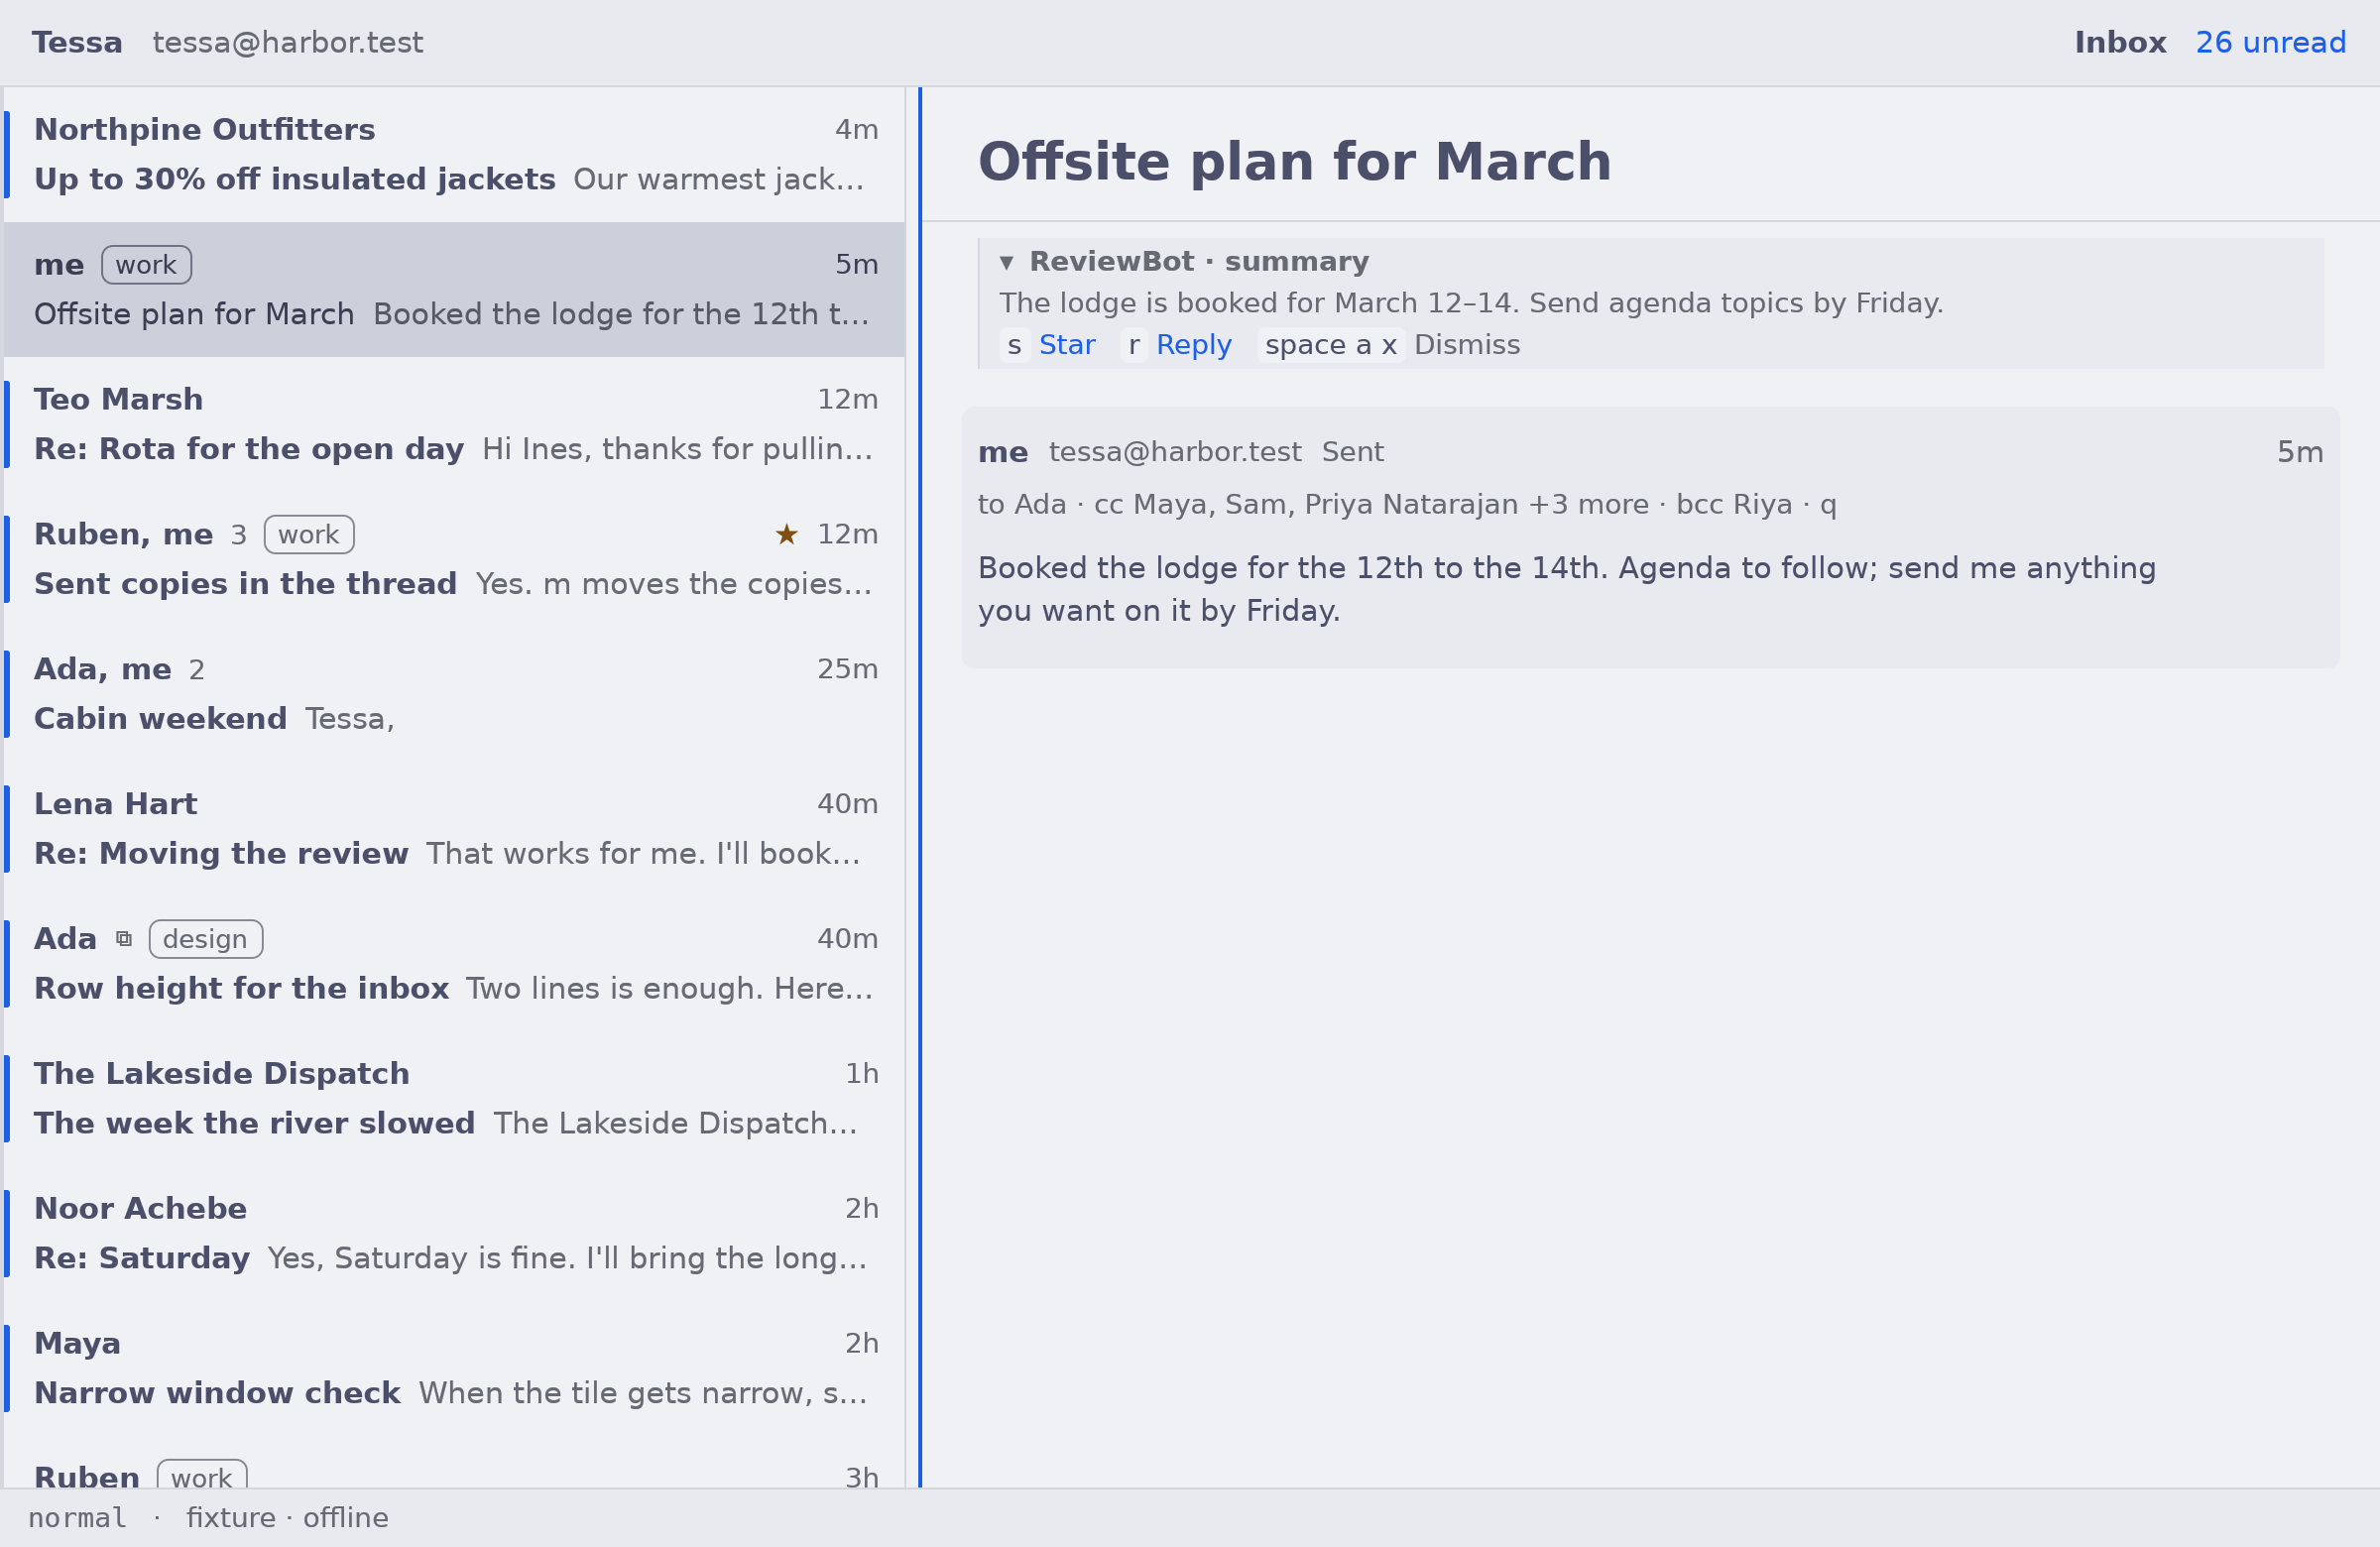 Tessa tessa@harbor.test
Inbox 26 unread
Northpine Outfitters 4m
Up to 30% off insulated jackets Our warmest jack…
me work 5m
Offsite plan for March Booked the lodge for the 12th t…
Teo Marsh 12m
Re: Rota for the open day Hi Ines, thanks for pullin…
Ruben, me 3 work ★ 12m
Sent copies in the thread Yes. m moves the copies…
Ada, me 2 25m
Cabin weekend Tessa,
Lena Hart 40m
Re: Moving the review That works for me. I'll book…
Ada ⧉ design 40m
Row height for the inbox Two lines is enough. Here…
The Lakeside Dispatch 1h
The week the river slowed The Lakeside Dispatch…
Noor Achebe 2h
Re: Saturday Yes, Saturday is fine. I'll bring the long…
Maya 2h
Narrow window check When the tile gets narrow, s…
Ruben work 3h
Offsite plan for March
▾ ReviewBot · summary
The lodge is booked for March 12–14. Send agenda topics by Friday.
s Star r Reply space a x Dismiss
me tessa@harbor.test Sent 5m
to Ada · cc Maya, Sam, Priya Natarajan +3 more · bcc Riya · q
Booked the lodge for the 12th to the 14th. Agenda to follow; send me anything
you want on it by Friday.
normal · fixture · offline